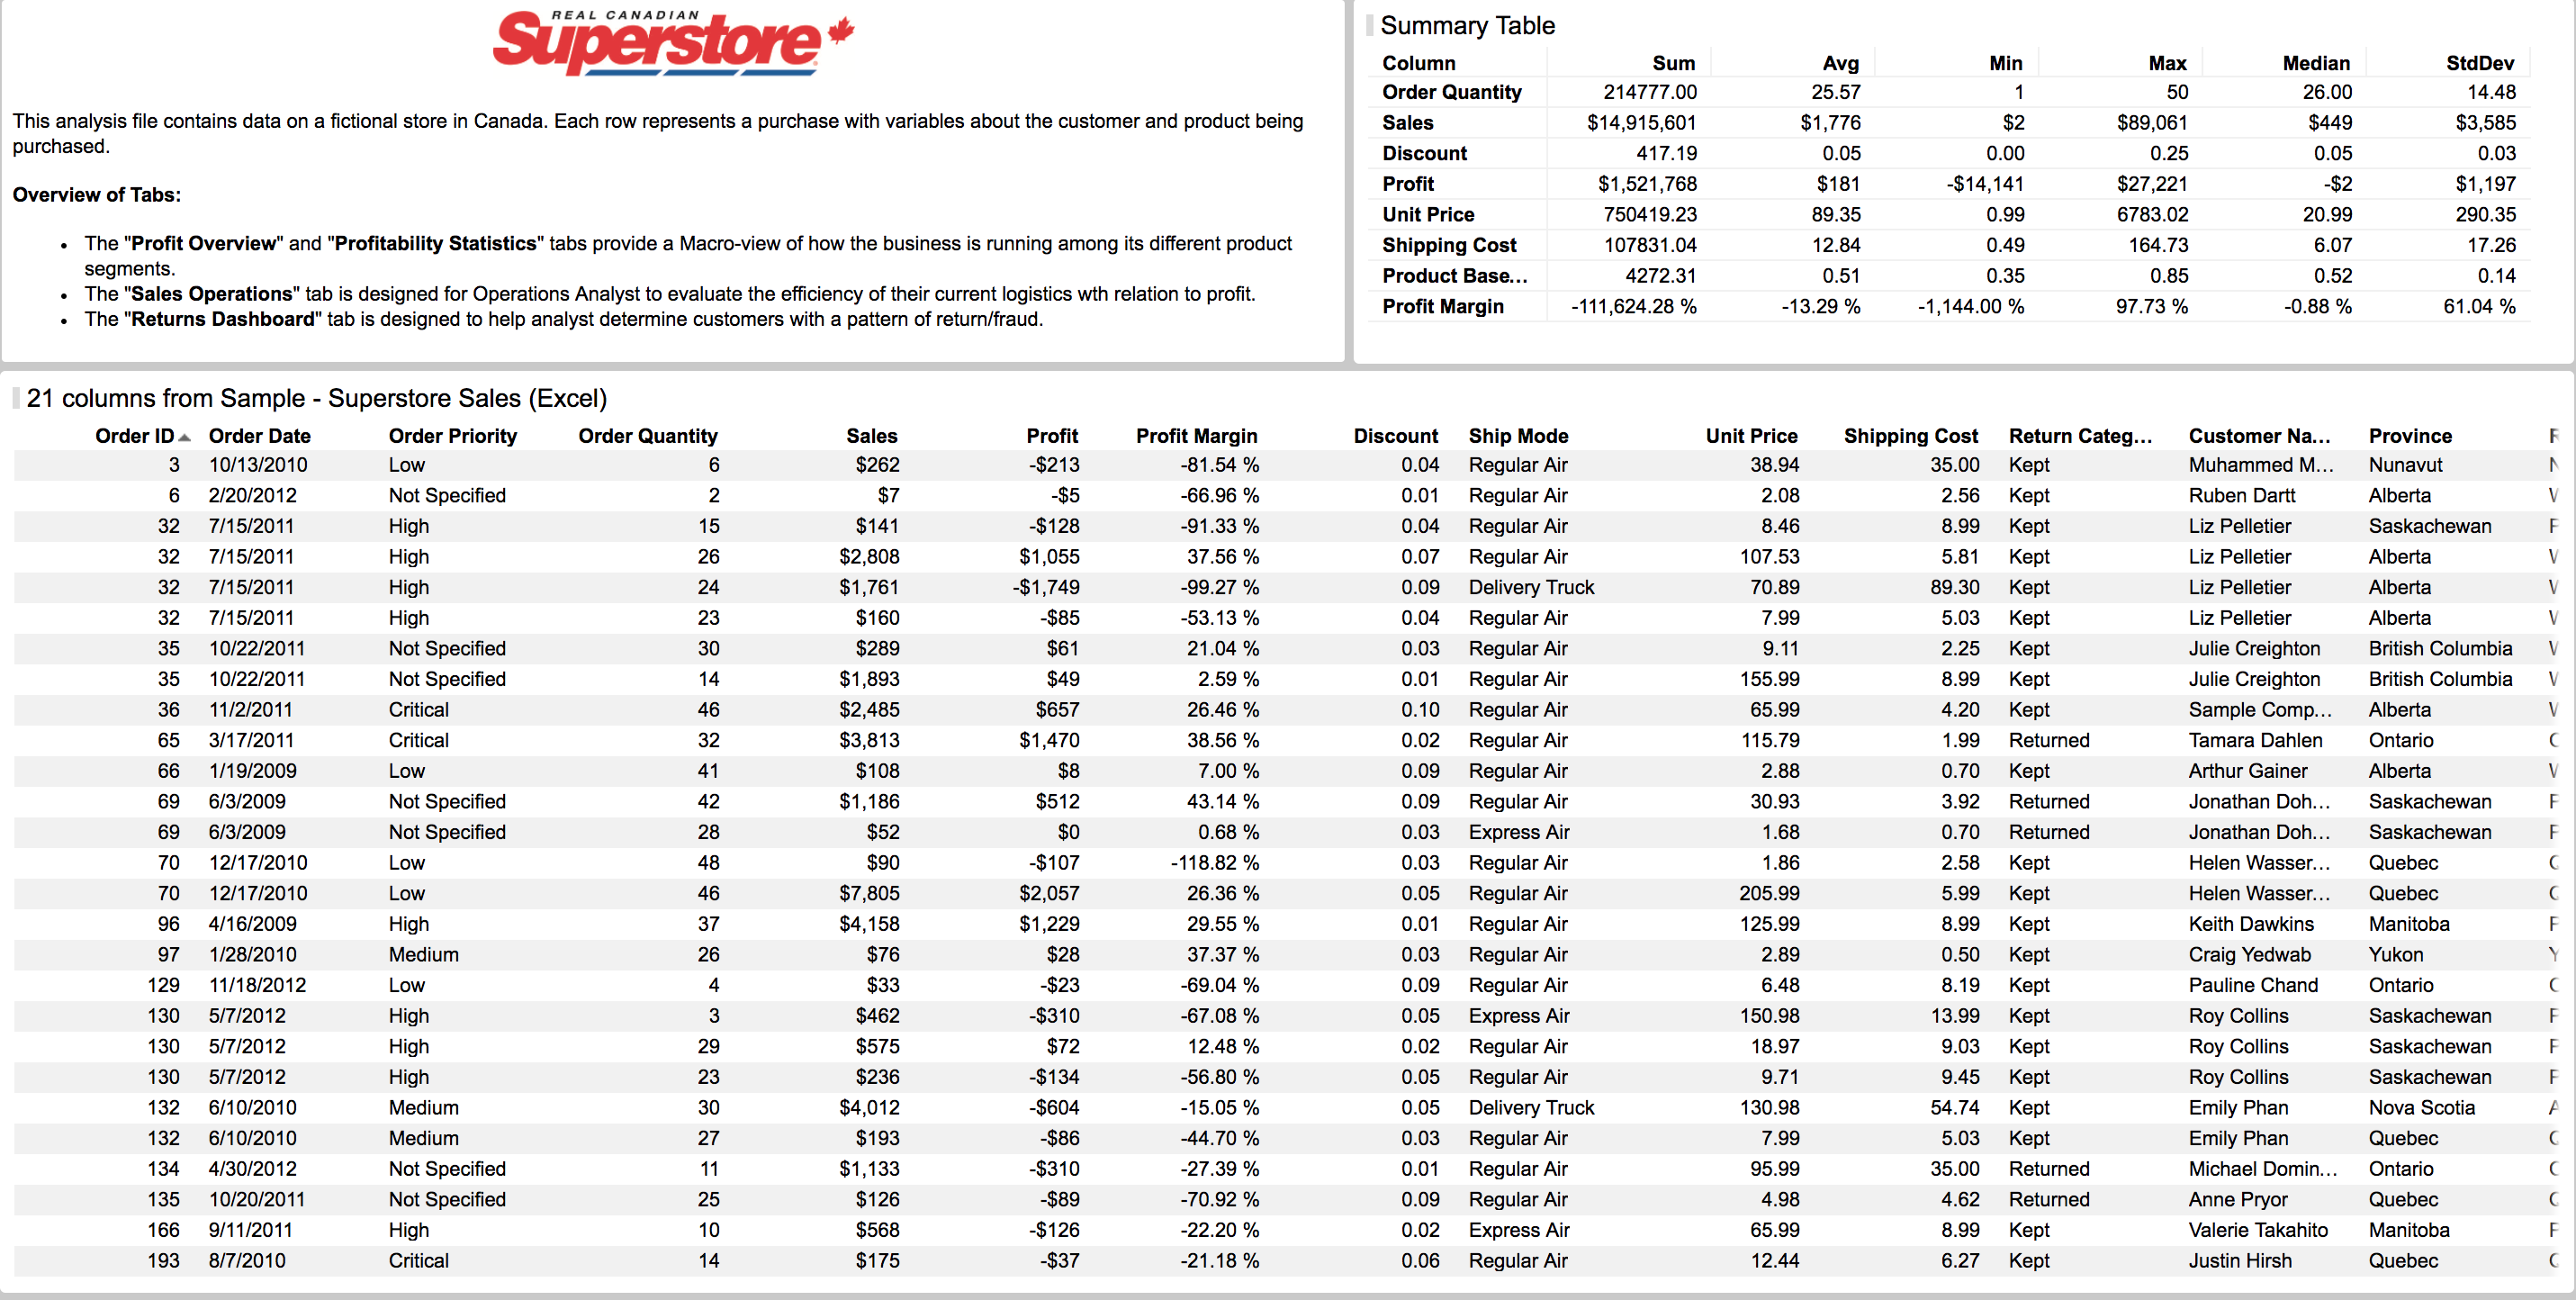 REAL CANADIAN
Superstore
This analysis file contains data on a fictional store in Canada. Each row represents a purchase with variables about the customer and product being
purchased.
Overview of Tabs:
• The "Profit Overview" and "Profitability Statistics" tabs provide a Macro-view of how the business is running among its different product
segments.
• The "Sales Operations" tab is designed for Operations Analyst to evaluate the efficiency of their current logistics wth relation to profit.
• The "Returns Dashboard" tab is designed to help analyst determine customers with a pattern of return/fraud.
Summary Table
Column Sum Avg Min Max Median StdDev
Order Quantity 214777.00 25.57 1 50 26.00 14.48
Sales $14,915,601 $1,776 $2 $89,061 $449 $3,585
Discount 417.19 0.05 0.00 0.25 0.05 0.03
Profit $1,521,768 $181 -$14,141 $27,221 -$2 $1,197
Unit Price 750419.23 89.35 0.99 6783.02 20.99 290.35
Shipping Cost 107831.04 12.84 0.49 164.73 6.07 17.26
Product Base... 4272.31 0.51 0.35 0.85 0.52 0.14
Profit Margin -111,624.28 % -13.29 % -1,144.00 % 97.73 % -0.88 % 61.04 %
21 columns from Sample - Superstore Sales (Excel)
Order ID Order Date Order Priority Order Quantity Sales Profit Profit Margin Discount Ship Mode Unit Price Shipping Cost Return Categ... Customer Na... Province
3 10/13/2010 Low 6 $262 -$213 -81.54 % 0.04 Regular Air 38.94 35.00 Kept Muhammed M... Nunavut
6 2/20/2012 Not Specified 2 $7 -$5 -66.96 % 0.01 Regular Air 2.08 2.56 Kept Ruben Dartt Alberta
32 7/15/2011 High 15 $141 -$128 -91.33 % 0.04 Regular Air 8.46 8.99 Kept Liz Pelletier Saskachewan
32 7/15/2011 High 26 $2,808 $1,055 37.56 % 0.07 Regular Air 107.53 5.81 Kept Liz Pelletier Alberta
32 7/15/2011 High 24 $1,761 -$1,749 -99.27 % 0.09 Delivery Truck 70.89 89.30 Kept Liz Pelletier Alberta
32 7/15/2011 High 23 $160 -$85 -53.13 % 0.04 Regular Air 7.99 5.03 Kept Liz Pelletier Alberta
35 10/22/2011 Not Specified 30 $289 $61 21.04 % 0.03 Regular Air 9.11 2.25 Kept Julie Creighton British Columbia
35 10/22/2011 Not Specified 14 $1,893 $49 2.59 % 0.01 Regular Air 155.99 8.99 Kept Julie Creighton British Columbia
36 11/2/2011 Critical 46 $2,485 $657 26.46 % 0.10 Regular Air 65.99 4.20 Kept Sample Comp... Alberta
65 3/17/2011 Critical 32 $3,813 $1,470 38.56 % 0.02 Regular Air 115.79 1.99 Returned Tamara Dahlen Ontario
66 1/19/2009 Low 41 $108 $8 7.00 % 0.09 Regular Air 2.88 0.70 Kept Arthur Gainer Alberta
69 6/3/2009 Not Specified 42 $1,186 $512 43.14 % 0.09 Regular Air 30.93 3.92 Returned Jonathan Doh... Saskachewan
69 6/3/2009 Not Specified 28 $52 $0 0.68 % 0.03 Express Air 1.68 0.70 Returned Jonathan Doh... Saskachewan
70 12/17/2010 Low 48 $90 -$107 -118.82 % 0.03 Regular Air 1.86 2.58 Kept Helen Wasser... Quebec
70 12/17/2010 Low 46 $7,805 $2,057 26.36 % 0.05 Regular Air 205.99 5.99 Kept Helen Wasser... Quebec
96 4/16/2009 High 37 $4,158 $1,229 29.55 % 0.01 Regular Air 125.99 8.99 Kept Keith Dawkins Manitoba
97 1/28/2010 Medium 26 $76 $28 37.37 % 0.03 Regular Air 2.89 0.50 Kept Craig Yedwab Yukon
129 11/18/2012 Low 4 $33 -$23 -69.04 % 0.09 Regular Air 6.48 8.19 Kept Pauline Chand Ontario
130 5/7/2012 High 3 $462 -$310 -67.08 % 0.05 Express Air 150.98 13.99 Kept Roy Collins Saskachewan
130 5/7/2012 High 29 $575 $72 12.48 % 0.02 Regular Air 18.97 9.03 Kept Roy Collins Saskachewan
130 5/7/2012 High 23 $236 -$134 -56.80 % 0.05 Regular Air 9.71 9.45 Kept Roy Collins Saskachewan
132 6/10/2010 Medium 30 $4,012 -$604 -15.05 % 0.05 Delivery Truck 130.98 54.74 Kept Emily Phan Nova Scotia
132 6/10/2010 Medium 27 $193 -$86 -44.70 % 0.03 Regular Air 7.99 5.03 Kept Emily Phan Quebec
134 4/30/2012 Not Specified 11 $1,133 -$310 -27.39 % 0.01 Regular Air 95.99 35.00 Returned Michael Domin... Ontario
135 10/20/2011 Not Specified 25 $126 -$89 -70.92 % 0.09 Regular Air 4.98 4.62 Returned Anne Pryor Quebec
166 9/11/2011 High 10 $568 -$126 -22.20 % 0.02 Express Air 65.99 8.99 Kept Valerie Takahito Manitoba
193 8/7/2010 Critical 14 $175 -$37 -21.18 % 0.06 Regular Air 12.44 6.27 Kept Justin Hirsh Quebec